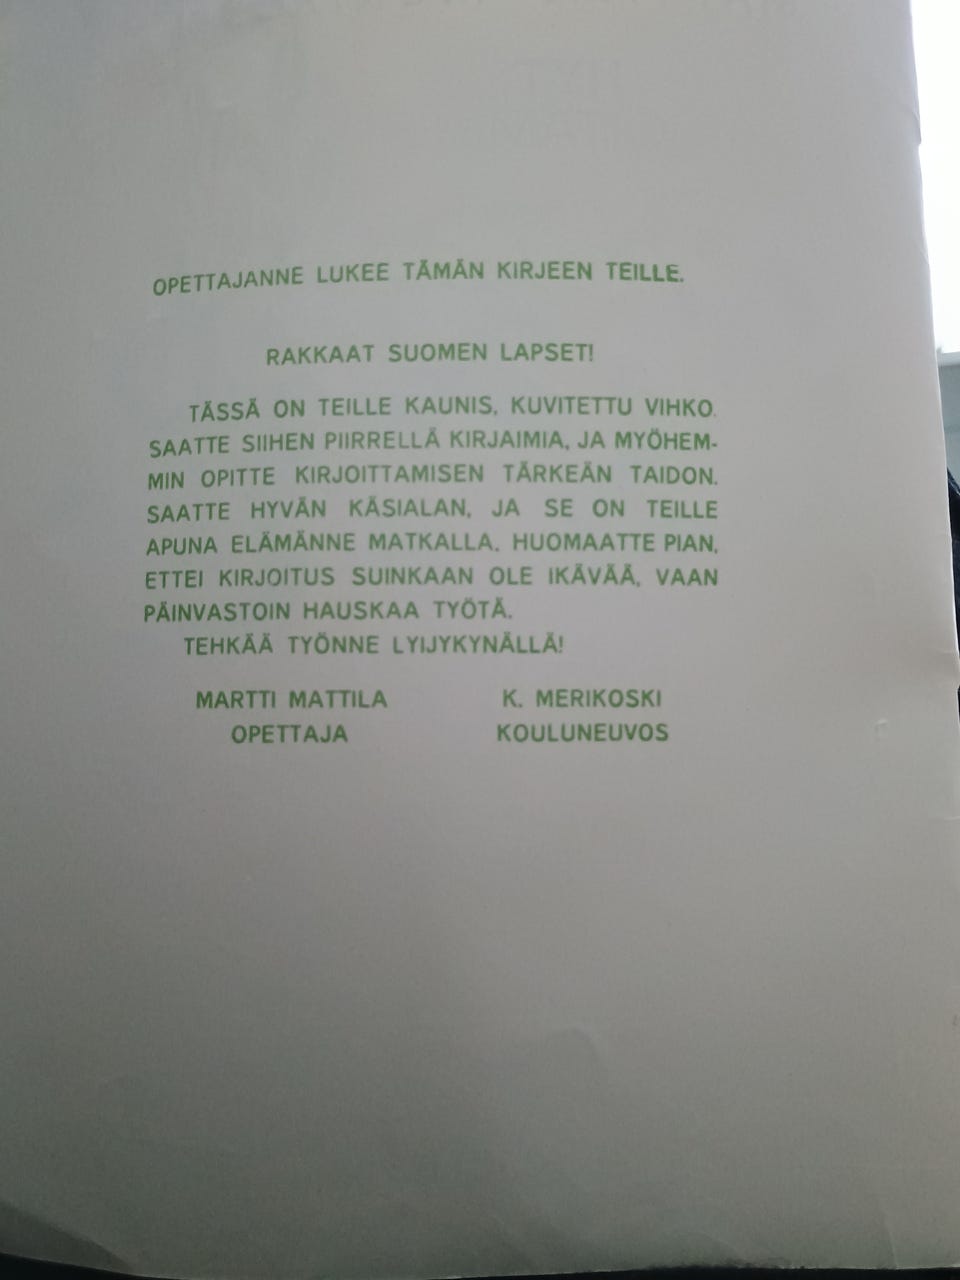 OPETTAJANNE LUKEE TÄMÄN KIRJEEN TEILLE.
RAKKAAT SUOMEN LAPSET!
TÄSSÄ ON TEILLE KAUNIS, KUVITETTU VIHKO.
SAATTE SIIHEN PIIRRELLÄ KIRJAIMIA, JA MYÖHEM-
MIN OPITTE KIRJOITTAMISEN TÄRKEÄN TAIDON.
SAATTE HYVÄN KÄSIALAN, JA SE ON TEILLE
APUNA ELÄMÄNNE MATKALLA. HUOMAATTE PIAN,
ETTEI KIRJOITUS SUINKAAN OLE IKÄVÄÄ, VAAN
PÄINVASTOIN HAUSKAA TYÖTÄ.
TEHKÄÄ TYÖNNE LYIJYKYNÄLLÄ!
MARTTI MATTILA K. MERIKOSKI
OPETTAJA KOULUNEUVOS